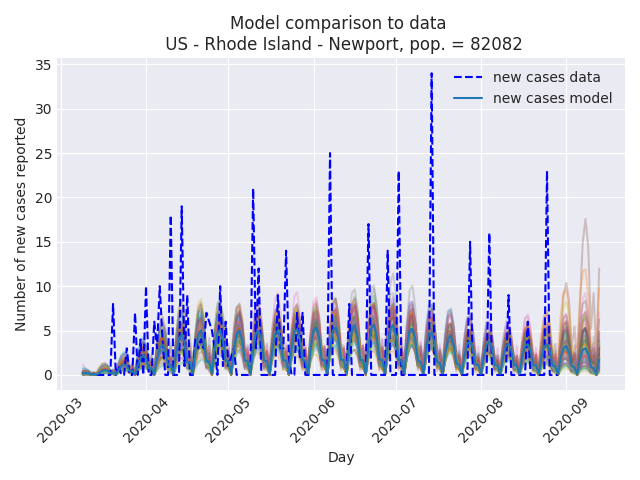 Model comparison to data
US - Rhode Island - Newport, pop. = 82082
new cases data
new cases model
Number of new cases reported
35
30
25
20
15
10
5
0
2020-03
2020-04
2020-05
2020-06
2020-07
2020-08
2020-09
Day